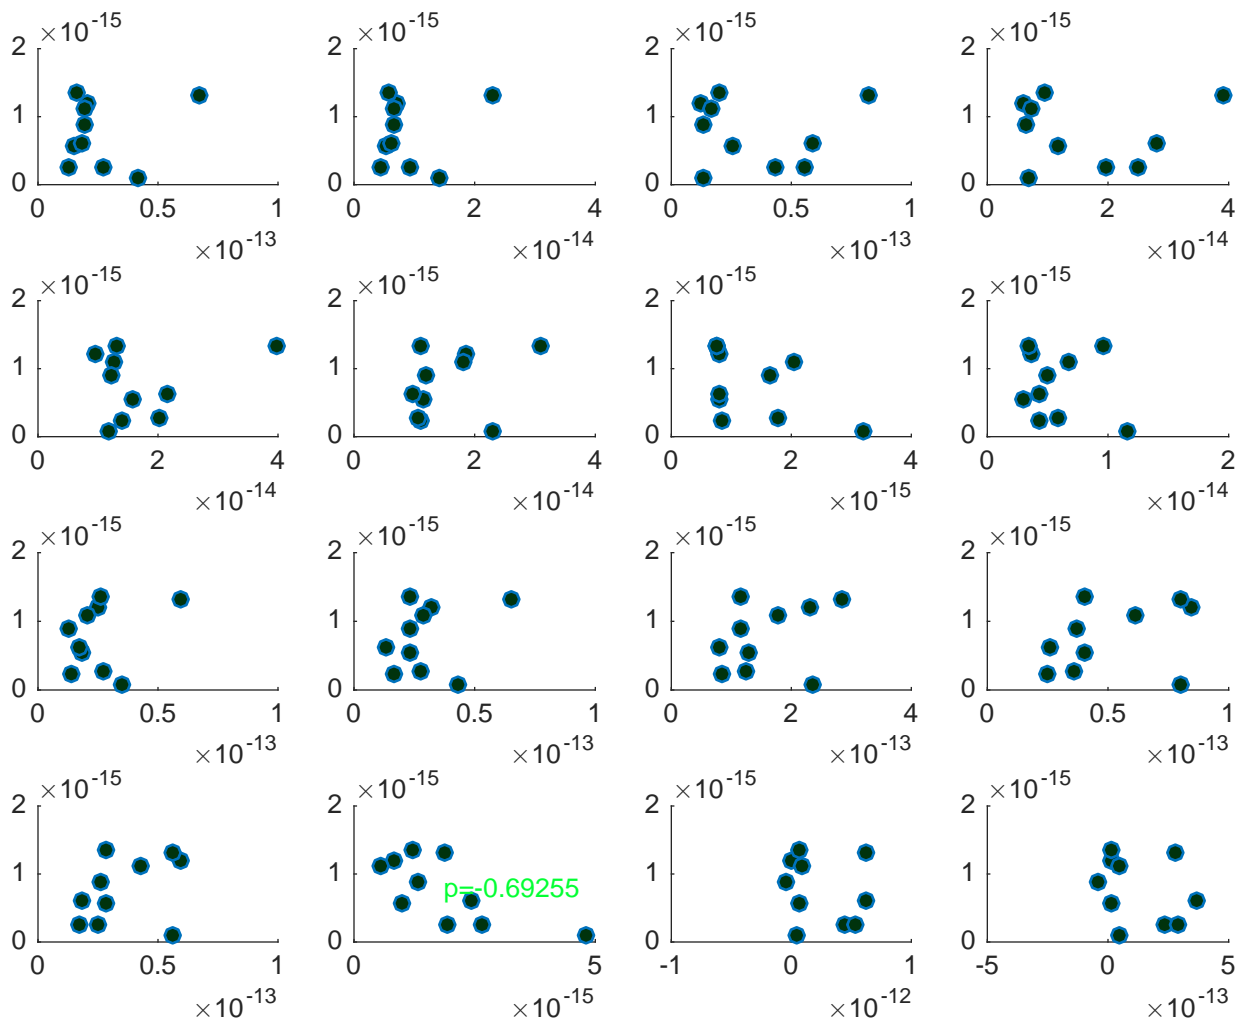 ×10-15 ×10-15 ×10-15 ×10-15
2 2 2 2
1 1 1 1
0 0 0 0
0 0.5 1 0 2 4 0 0.5 1 0 2 4
×10-13 ×10-14 ×10-13 ×10-14
×10-15 ×10-15 ×10-15 ×10-15
2 2 2 2
1 1 1 1
0 0 0 0
0 2 4 0 2 4 0 2 4 0 1 2
×10-14 ×10-14 ×10-15 ×10-14
×10-15 ×10-15 ×10-15 ×10-15
2 2 2 2
1 1 1 1
0 0 0 0
0 0.5 1 0 0.5 1 0 2 4 0 0.5 1
×10-13 ×10-13 ×10-13 ×10-13
×10-15 ×10-15 ×10-15 ×10-15
2 2 2 2
1 1 1 1
p=-0.69255
0 0 0 0
0 0.5 1 0 5 -1 0 1 -5 0 5
×10-13 ×10-15 ×10-12 ×10-13